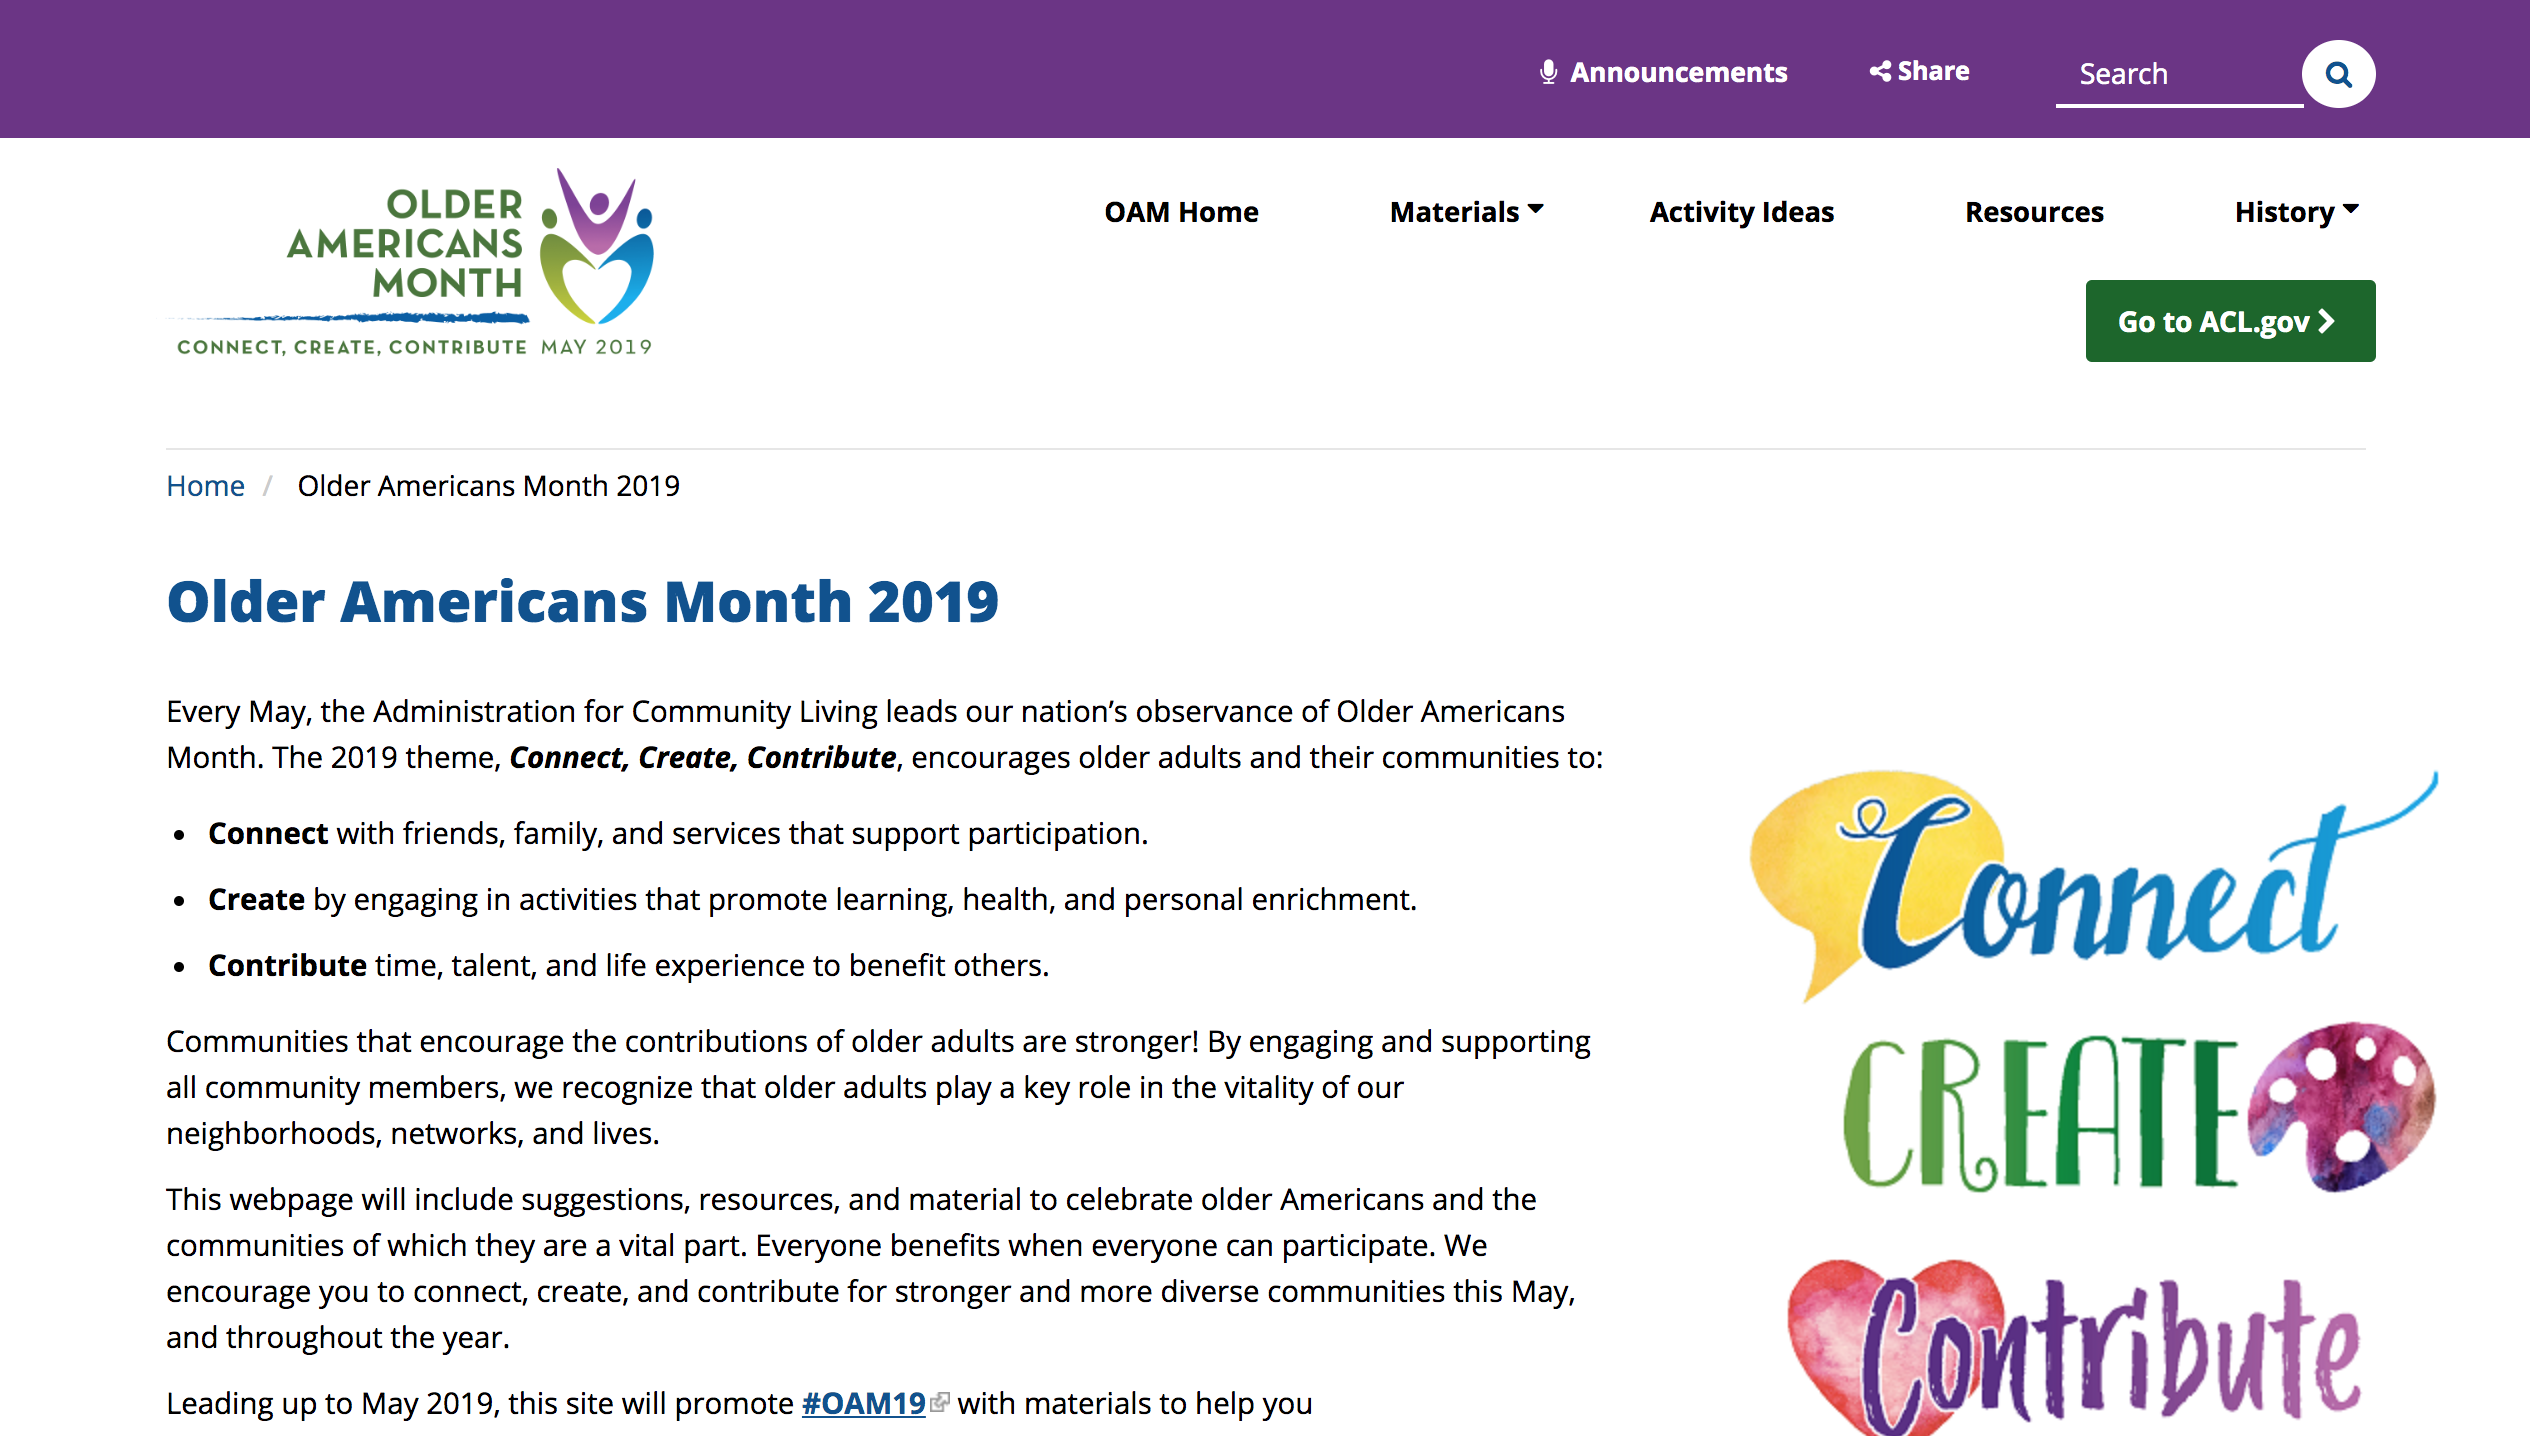 Announcements
Share
Search
OLDER
AMERICANS
MONTH
CONNECT, CREATE, CONTRIBUTE MAY 2019
OAM Home
Materials
Activity Ideas
Resources
History
Go to ACL.gov
Home / Older Americans Month 2019
Older Americans Month 2019
Every May, the Administration for Community Living leads our nation’s observance of Older Americans
Month. The 2019 theme, Connect, Create, Contribute, encourages older adults and their communities to:
• Connect with friends, family, and services that support participation.
• Create by engaging in activities that promote learning, health, and personal enrichment.
• Contribute time, talent, and life experience to benefit others.
Communities that encourage the contributions of older adults are stronger! By engaging and supporting
all community members, we recognize that older adults play a key role in the vitality of our
neighborhoods, networks, and lives.
This webpage will include suggestions, resources, and material to celebrate older Americans and the
communities of which they are a vital part. Everyone benefits when everyone can participate. We
encourage you to connect, create, and contribute for stronger and more diverse communities this May,
and throughout the year.
Leading up to May 2019, this site will promote #OAM19 with materials to help you
Connect
CREATE
Contribute